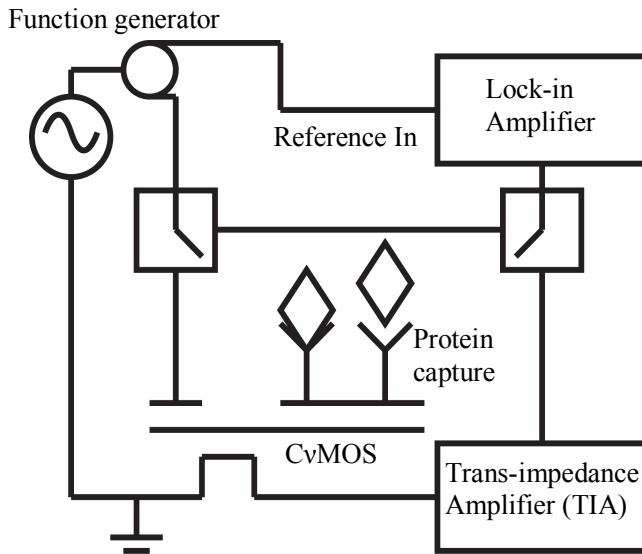 Function generator
Lock-in
Amplifier
Reference In
Protein
capture
CνMOS
Trans-impedance
Amplifier (TIA)